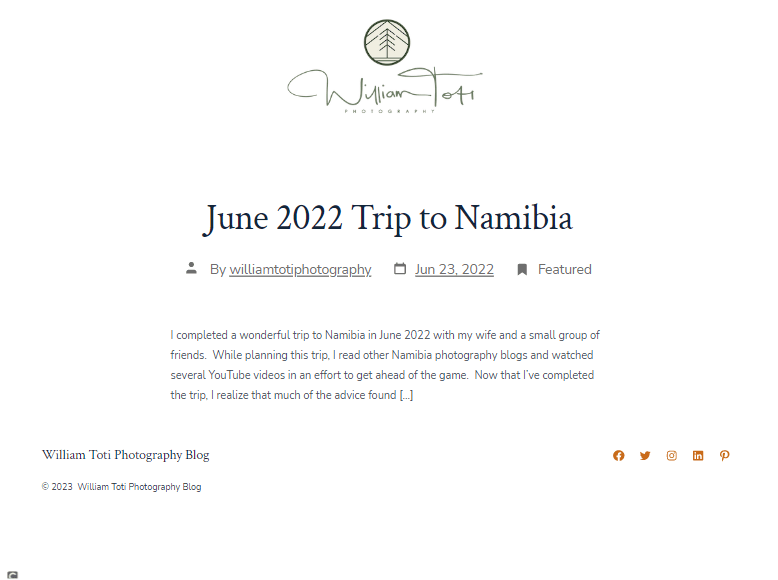 William Toti
PHOTOGRAPHY
June 2022 Trip to Namibia
By williamtotiphotography Jun 23, 2022 Featured
I completed a wonderful trip to Namibia in June 2022 with my wife and a small group of
friends.  While planning this trip, I read other Namibia photography blogs and watched
several YouTube videos in an effort to get ahead of the game.  Now that I've completed
the trip, I realize that much of the advice found [...]
William Toti Photography Blog
© 2023  William Toti Photography Blog